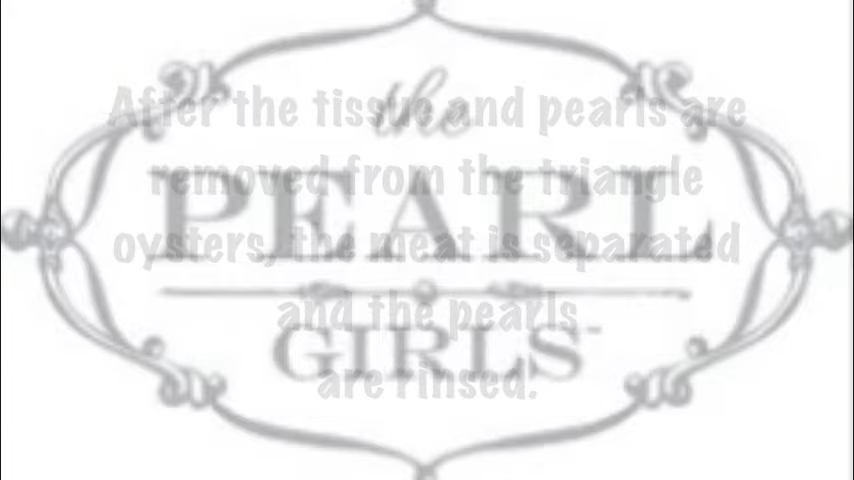 After the tissue and pearls are
removed from the triangle
oysters, the meat is separated
and the pearls
are rinsed.
the
PEARL
GIRLS™